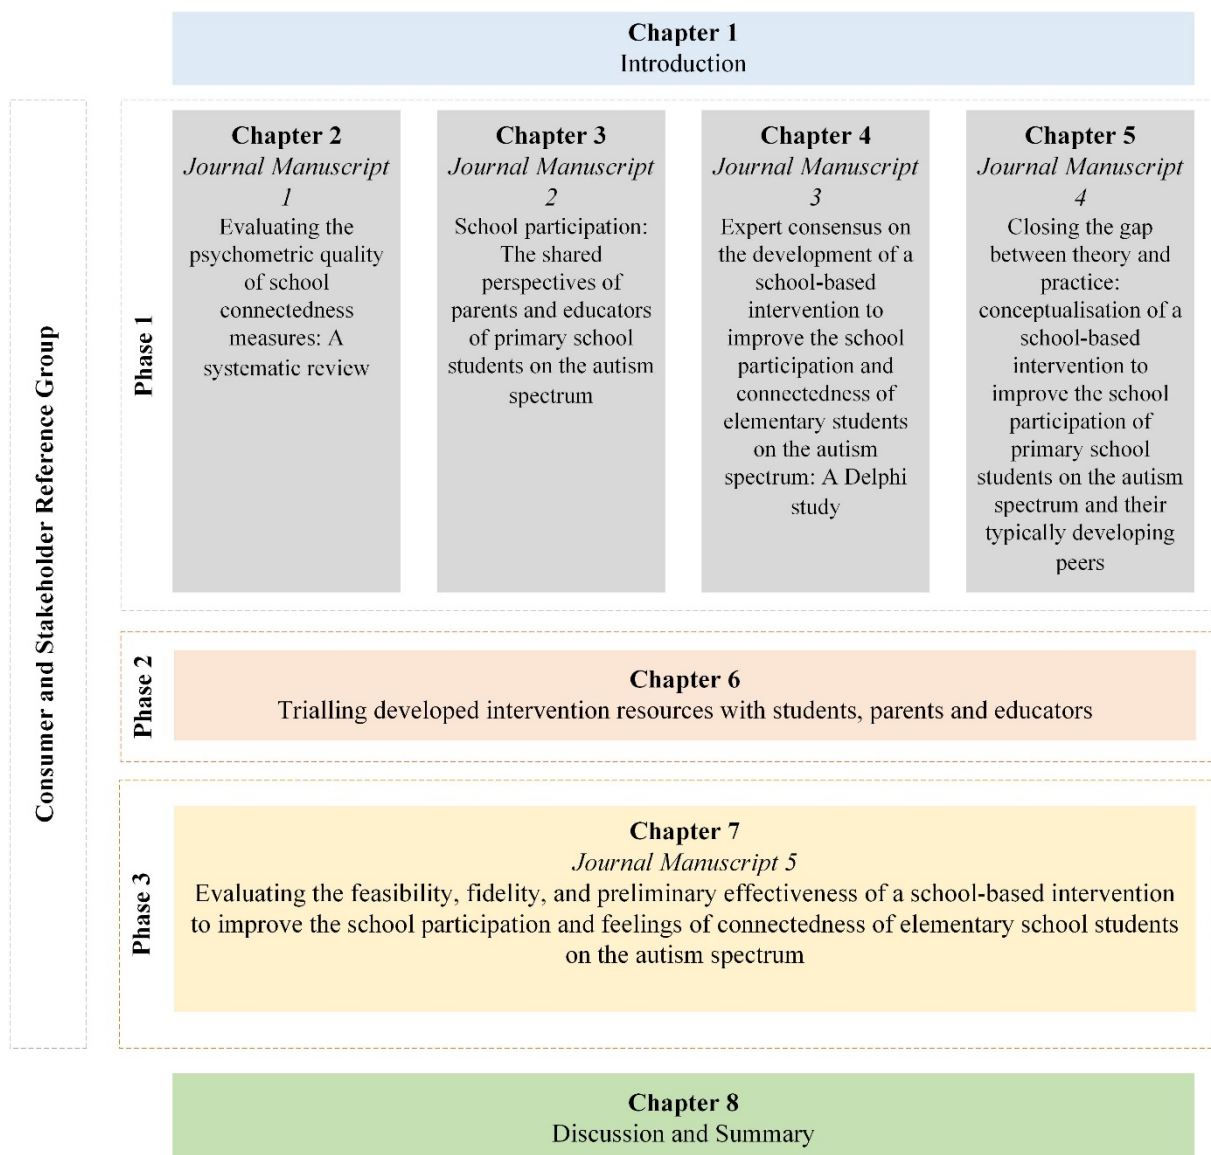 Chapter 1
Introduction
Consumer and Stakeholder Reference Group
Phase 1
Chapter 2
Journal Manuscript
1
Evaluating the
psychometric quality
of school
connectedness
measures: A
systematic review
Chapter 3
Journal Manuscript
2
School participation:
The shared
perspectives of
parents and educators
of primary school
students on the autism
spectrum
Chapter 4
Journal Manuscript
3
Expert consensus on
the development of a
school-based
intervention to
improve the school
participation and
connectedness of
elementary students
on the autism
spectrum: A Delphi
study
Chapter 5
Journal Manuscript
4
Closing the gap
between theory and
practice:
conceptualisation of a
school-based
intervention to
improve the school
participation of
primary school
students on the autism
spectrum and their
typically developing
peers
Phase 2
Chapter 6
Trialling developed intervention resources with students, parents and educators
Phase 3
Chapter 7
Journal Manuscript 5
Evaluating the feasibility, fidelity, and preliminary effectiveness of a school-based intervention
to improve the school participation and feelings of connectedness of elementary school students
on the autism spectrum
Chapter 8
Discussion and Summary